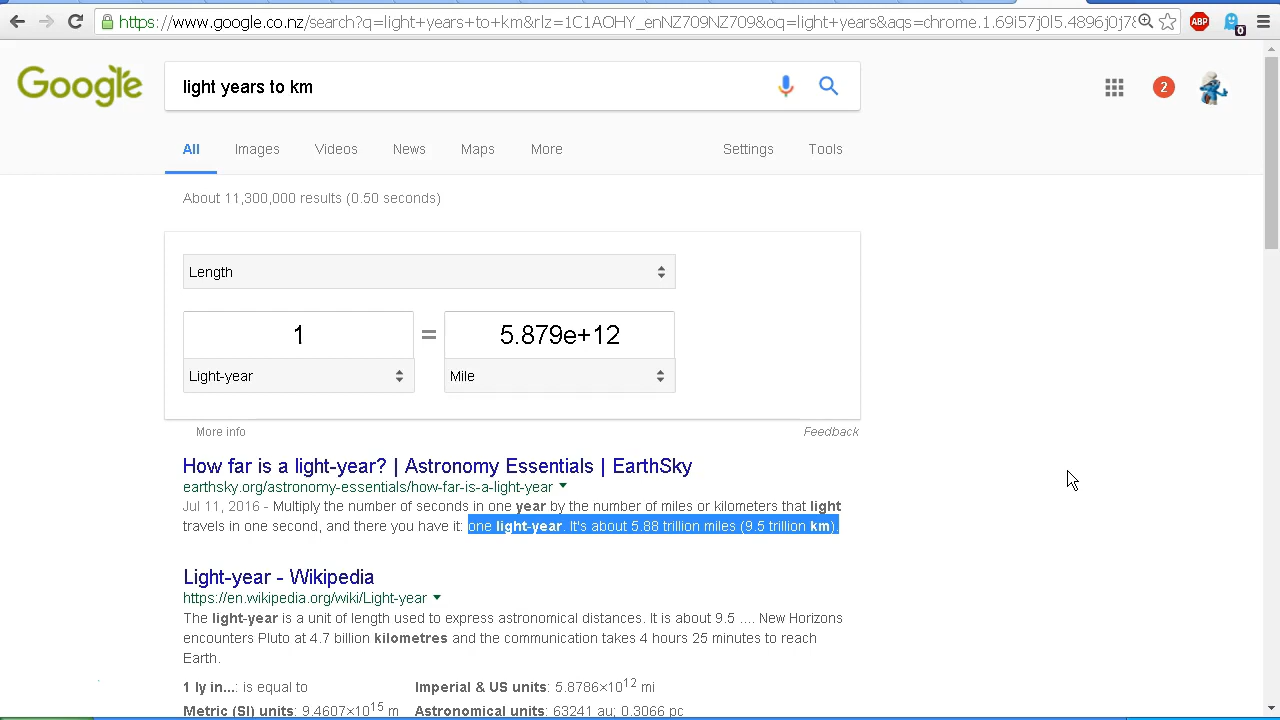 https://www.google.co.nz/search?q=light+years+to+km&rlz=1C1AOHY_enNZ709NZ709&oq=light+years&aqs=chrome.1.69i57j0l5.4896j0j7&
ABP
0
Google
light years to km
2
All Images Videos News Maps More Settings Tools
About 11,300,000 results (0.50 seconds)
Length
1 = 5.879e+12
Light-year Mile
More info Feedback
How far is a light-year? | Astronomy Essentials | EarthSky
earthsky.org/astronomy-essentials/how-far-is-a-light-year
Jul 11, 2016 - Multiply the number of seconds in one year by the number of miles or kilometers that light
travels in one second, and there you have it: one light-year. It's about 5.88 trillion miles (9.5 trillion km).
Light-year - Wikipedia
https://en.wikipedia.org/wiki/Light-year
The light-year is a unit of length used to express astronomical distances. It is about 9.5 .... New Horizons
encounters Pluto at 4.7 billion kilometres and the communication takes 4 hours 25 minutes to reach
Earth.
1 ly in...: is equal to Imperial & US units: 5.8786×10¹² mi
Metric (SI) units: 9.4607×10¹⁵ m Astronomical units: 63241 au; 0.3066 pc